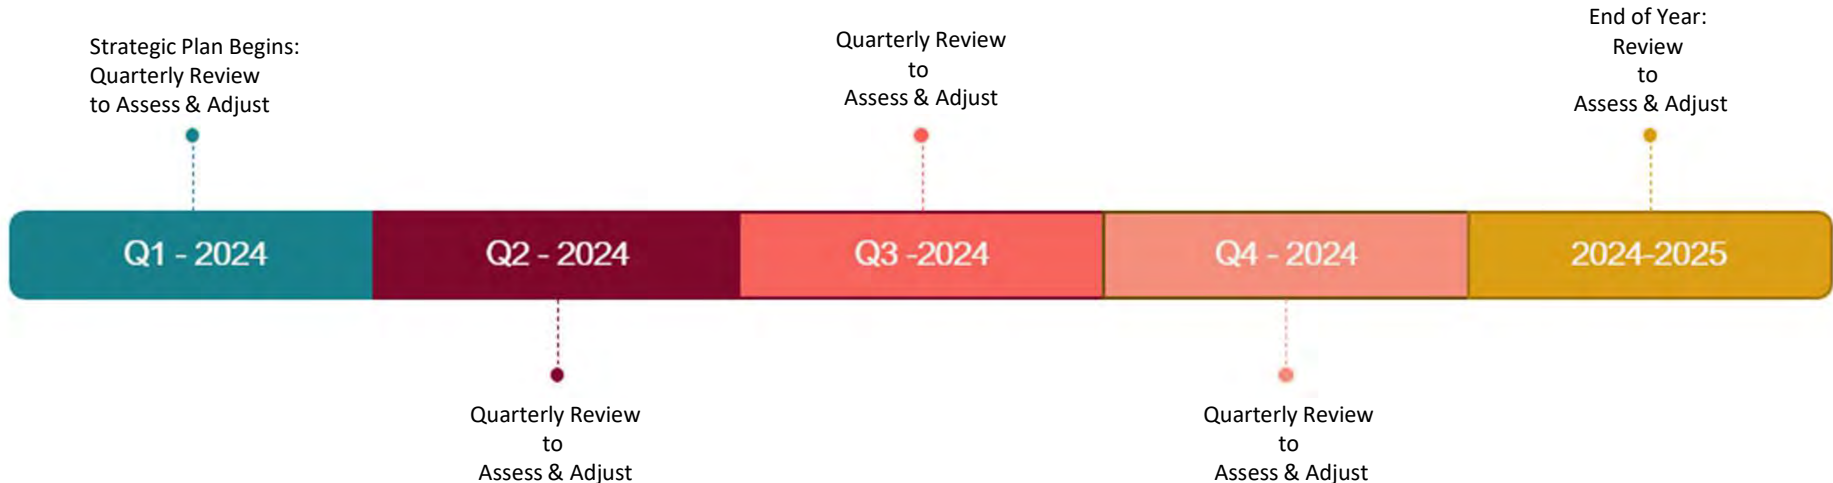 Strategic Plan Begins:
Quarterly Review
to Assess & Adjust
Quarterly Review
to
Assess & Adjust
End of Year:
Review
to
Assess & Adjust
Q1 - 2024
Q2 - 2024
Q3 -2024
Q4 - 2024
2024-2025
Quarterly Review
to
Assess & Adjust
Quarterly Review
to
Assess & Adjust